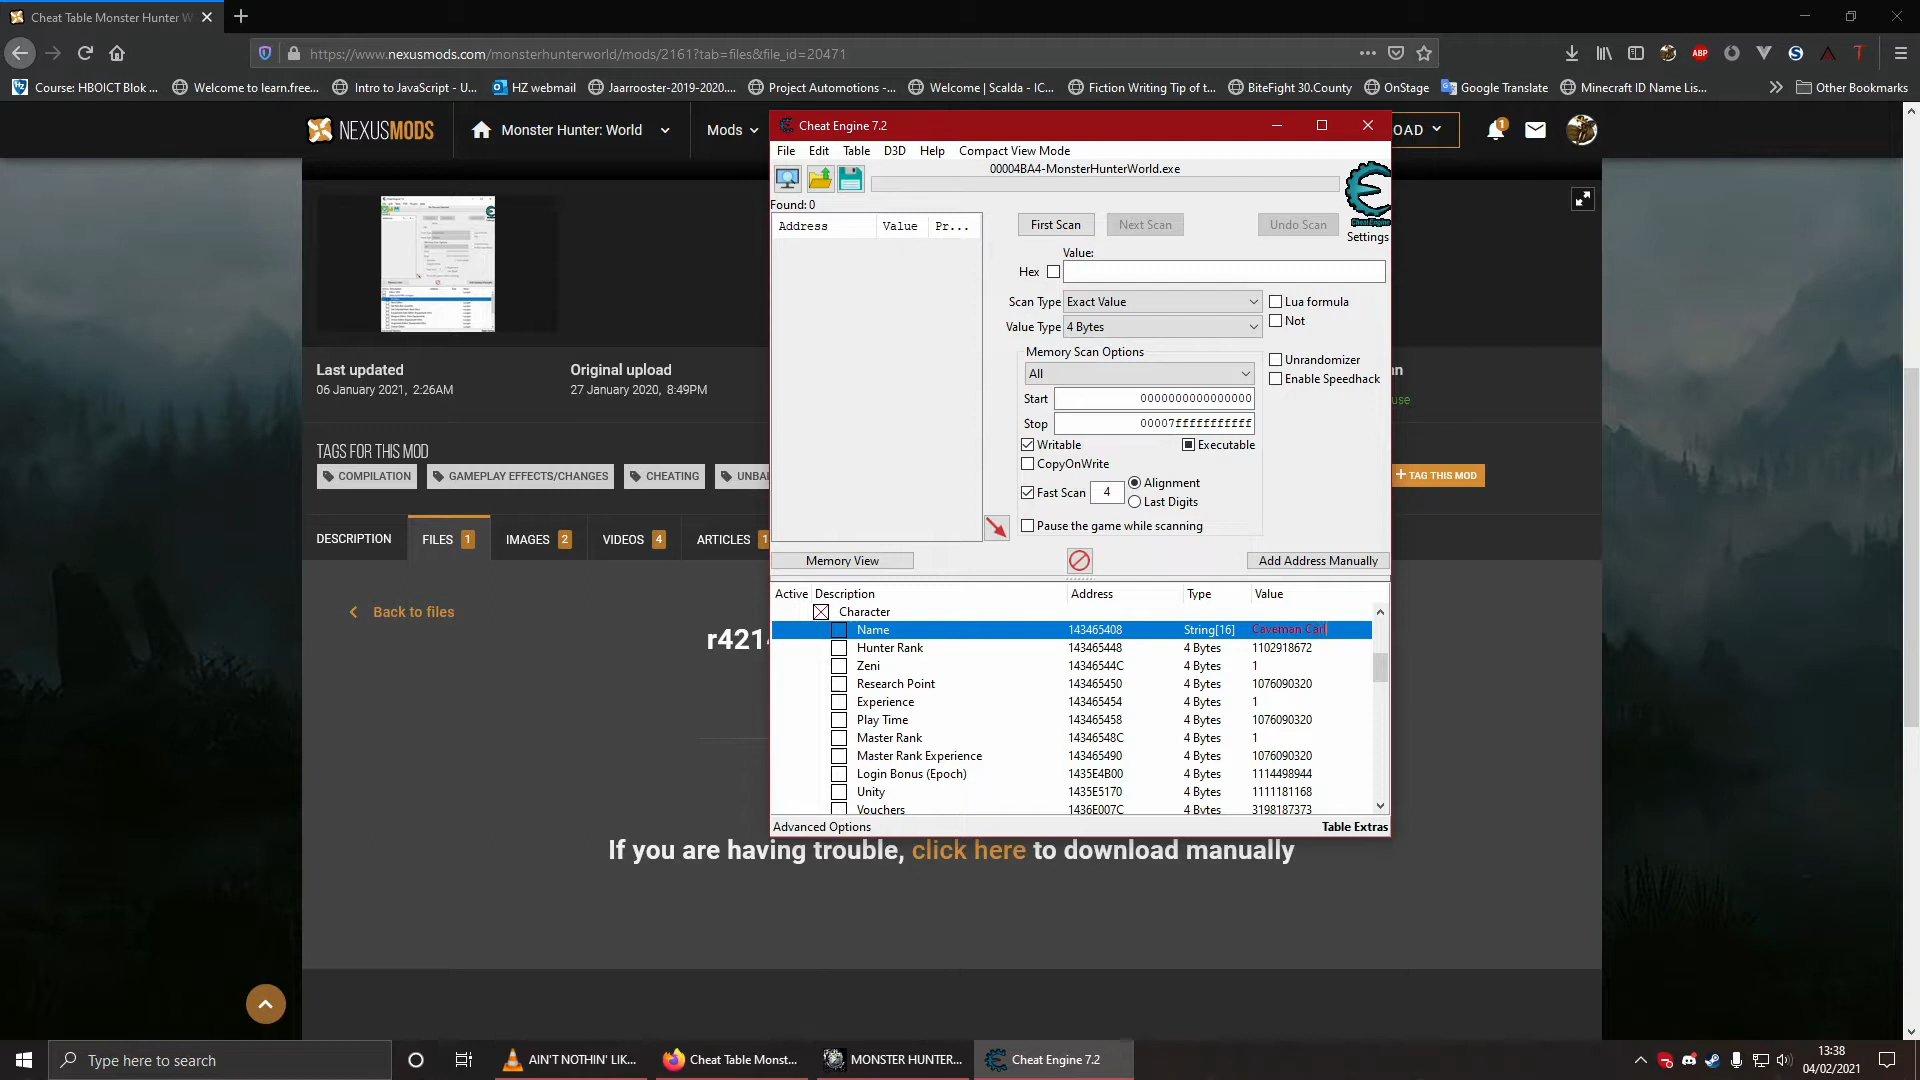 Cheat Table Monster Hunter W
https://www.nexusmods.com/monsterhunterworld/mods/2161?tab=files&file_id=20471
ABP
Course: HBOICT Blok ...
Welcome to learn.free...
Intro to JavaScript - U...
HZ webmail
Jaarrooster-2019-2020....
Project Automotions -...
Welcome | Scalda - IC...
Fiction Writing Tip of t...
BiteFight 30.County
OnStage
Google Translate
Minecraft ID Name Lis...
Other Bookmarks
NEXUSMODS
Monster Hunter: World
Mods
OAD
1
Cheat Engine 7.2
File Edit Table D3D Help Compact View Mode
00004BA4-MonsterHunterWorld.exe
Found: 0
Address Value Pr...
First Scan
Next Scan
Undo Scan
Cheat Engine
Settings
Value:
Hex
Scan Type Exact Value
Lua formula
Value Type 4 Bytes
Not
Memory Scan Options
All
Unrandomizer
Enable Speedhack
Start 0000000000000000
Stop 00007fffffffffff
Writable
Executable
CopyOnWrite
Fast Scan 4
Alignment
Last Digits
Pause the game while scanning
Memory View
Add Address Manually
Active Description Address Type Value
Character
Name 143465408 String[16] Caveman Carl
Hunter Rank 143465448 4 Bytes 1102918672
Zeni 14346544C 4 Bytes 1
Research Point 143465450 4 Bytes 1076090320
Experience 143465454 4 Bytes 1
Play Time 143465458 4 Bytes 1076090320
Master Rank 14346548C 4 Bytes 1
Master Rank Experience 143465490 4 Bytes 1076090320
Login Bonus (Epoch) 1435E4B00 4 Bytes 1114498944
Unity 1435E5170 4 Bytes 1111181168
Vouchers 1436E007C 4 Bytes 3198187373
Advanced Options
Table Extras
Last updated
06 January 2021, 2:26AM
Original upload
27 January 2020, 8:49PM
n
use
TAGS FOR THIS MOD
COMPILATION
GAMEPLAY EFFECTS/CHANGES
CHEATING
UNBA
+ TAG THIS MOD
DESCRIPTION
FILES 1
IMAGES 2
VIDEOS 4
ARTICLES 1
Back to files
r4214
If you are having trouble, click here to download manually
Type here to search
AIN'T NOTHIN' LIK...
Cheat Table Monst...
MONSTER HUNTER...
Cheat Engine 7.2
13:38
04/02/2021